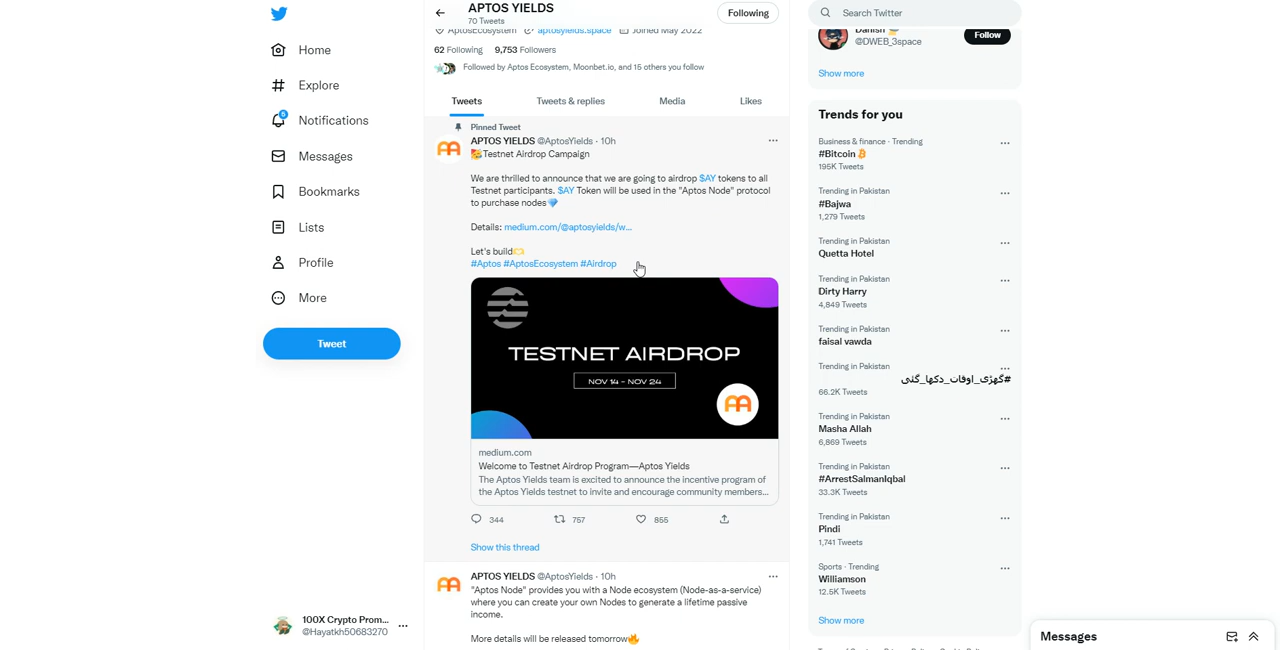 Home
Explore
5
Notifications
Messages
Bookmarks
Lists
Profile
More
Tweet
100X Crypto Prom...
@Hayatkh50683270
APTOS YIELDS
70 Tweets
Following
AptosEcosystem aptosyields.space Joined May 2022
62 Following 9,753 Followers
Followed by Aptos Ecosystem, Moonbet.io, and 15 others you follow
Tweets Tweets & replies Media Likes
Pinned Tweet
APTOS YIELDS @AptosYields · 10h
🥳Testnet Airdrop Campaign
We are thrilled to announce that we are going to airdrop $AY tokens to all
Testnet participants. $AY Token will be used in the "Aptos Node" protocol
to purchase nodes💎
Details: medium.com/@aptosyields/w...
Let's build🫶
#Aptos #AptosEcosystem #Airdrop
TESTNET AIRDROP
NOV 14 - NOV 24
medium.com
Welcome to Testnet Airdrop Program—Aptos Yields
The Aptos Yields team is excited to announce the incentive program of
the Aptos Yields testnet to invite and encourage community members...
344 757 855
Show this thread
APTOS YIELDS @AptosYields · 10h
"Aptos Node" provides you with a Node ecosystem (Node-as-a-service)
where you can create your own Nodes to generate a lifetime passive
income.
More details will be released tomorrow🔥
Search Twitter
Danish
@DWEB_3space
Follow
Show more
Trends for you
Business & finance · Trending
#Bitcoin
195K Tweets
Trending in Pakistan
#Bajwa
1,279 Tweets
Trending in Pakistan
Quetta Hotel
Trending in Pakistan
Dirty Harry
4,849 Tweets
Trending in Pakistan
faisal vawda
Trending in Pakistan
#گھڑی_اوقات_دکھا_گئی
66.2K Tweets
Trending in Pakistan
Masha Allah
6,869 Tweets
Trending in Pakistan
#ArrestSalmanIqbal
33.3K Tweets
Trending in Pakistan
Pindi
1,741 Tweets
Sports · Trending
Williamson
12.5K Tweets
Show more
Messages